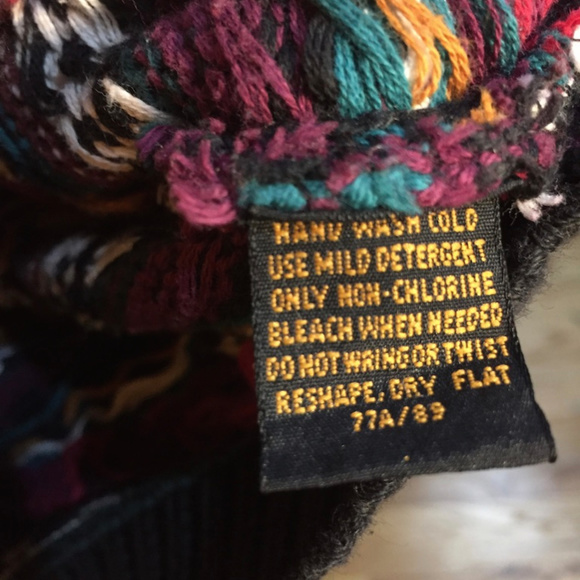 HAND WASH COLD
USE MILD DETERGENT
ONLY NON-CHLORINE
BLEACH WHEN NEEDED
DO NOT WRING OR TWIST
RESHAPE, DRY FLAT
77A/89